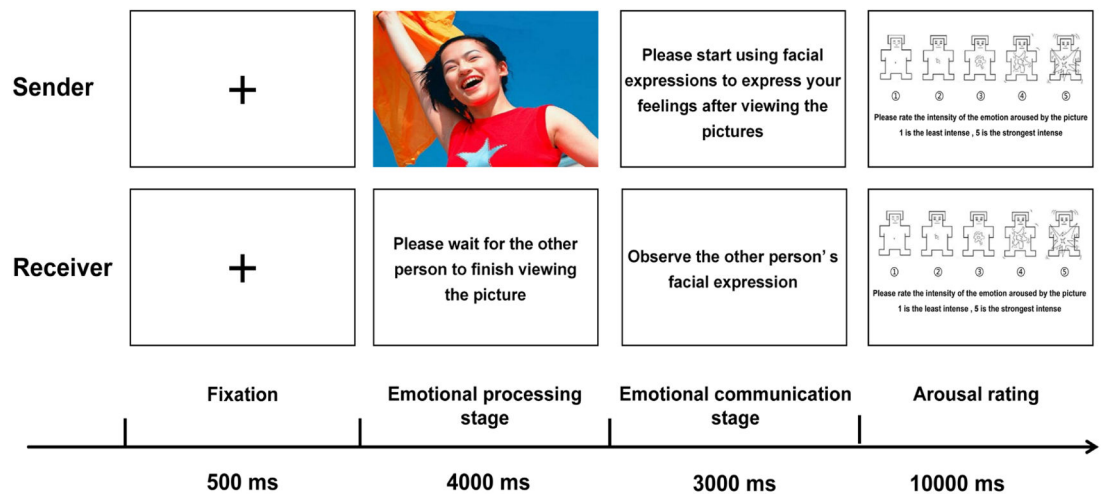 Sender
+
Please start using facial
expressions to express your
feelings after viewing the
pictures
① ② ③ ④ ⑤
Please rate the intensity of the emotion aroused by the picture
1 is the least intense , 5 is the strongest intense
Receiver
+
Please wait for the other
person to finish viewing
the picture
Observe the other person’ s
facial expression
① ② ③ ④ ⑤
Please rate the intensity of the emotion aroused by the picture
1 is the least intense , 5 is the strongest intense
Fixation
Emotional processing
stage
Emotional communication
stage
Arousal rating
500 ms
4000 ms
3000 ms
10000 ms